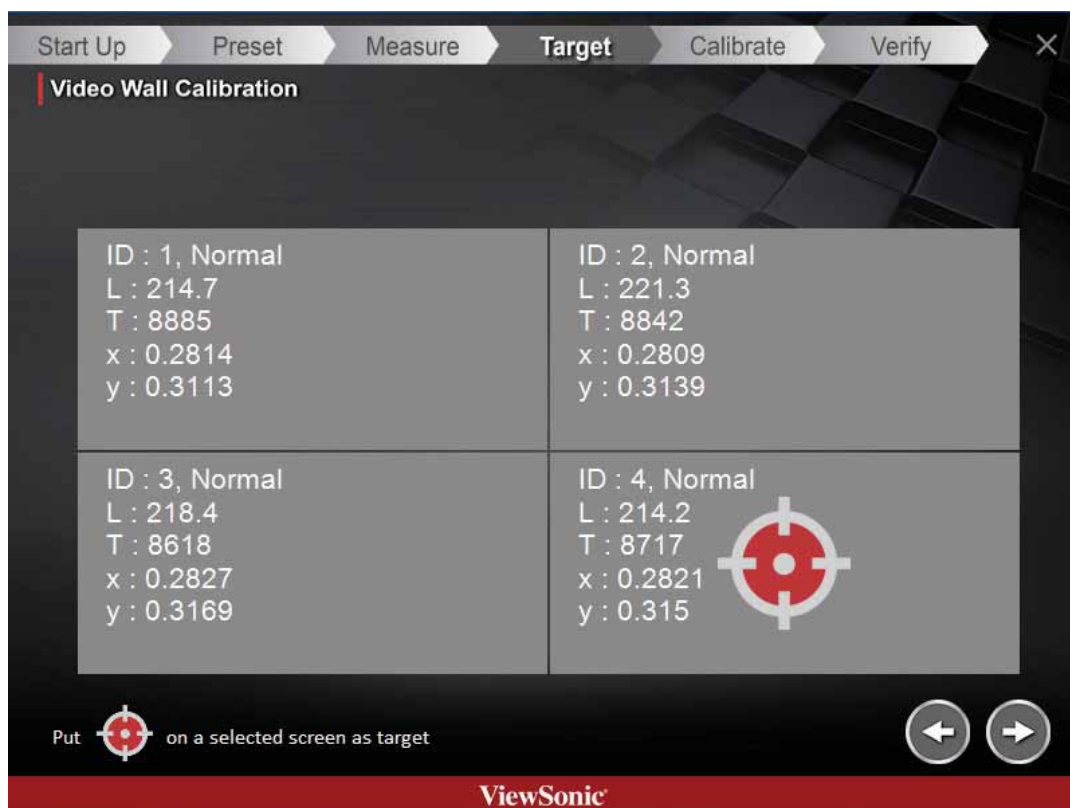 Start Up Preset Measure Target Calibrate Verify
Video Wall Calibration
ID : 1, Normal
L : 214.7
T : 8885
x : 0.2814
y : 0.3113
ID : 2, Normal
L : 221.3
T : 8842
x : 0.2809
y : 0.3139
ID : 3, Normal
L : 218.4
T : 8618
x : 0.2827
y : 0.3169
ID : 4, Normal
L : 214.2
T : 8717
x : 0.2821
y : 0.315
Put on a selected screen as target
ViewSonic